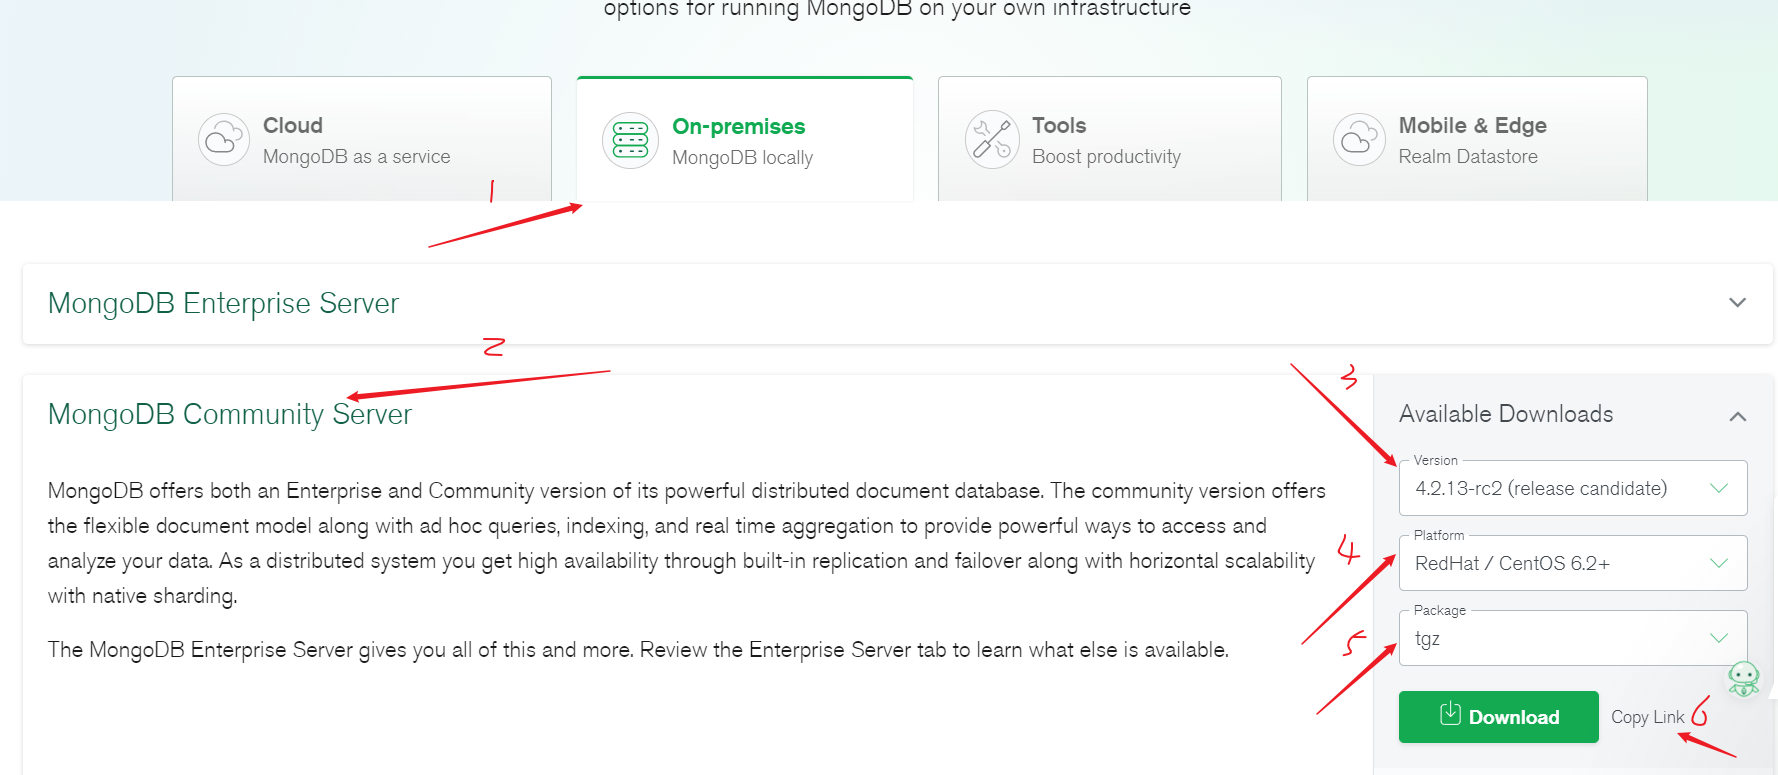 options for running MongoDB on your own infrastructure
Cloud
MongoDB as a service
On-premises
MongoDB locally
Tools
Boost productivity
Mobile & Edge
Realm Datastore
1
MongoDB Enterprise Server
2
MongoDB Community Server
MongoDB offers both an Enterprise and Community version of its powerful distributed document database. The community version offers
the flexible document model along with ad hoc queries, indexing, and real time aggregation to provide powerful ways to access and
analyze your data. As a distributed system you get high availability through built-in replication and failover along with horizontal scalability
with native sharding.
The MongoDB Enterprise Server gives you all of this and more. Review the Enterprise Server tab to learn what else is available.
3
Available Downloads
Version
4.2.13-rc2 (release candidate)
4
Platform
RedHat / CentOS 6.2+
5
Package
tgz
Download
Copy Link
6